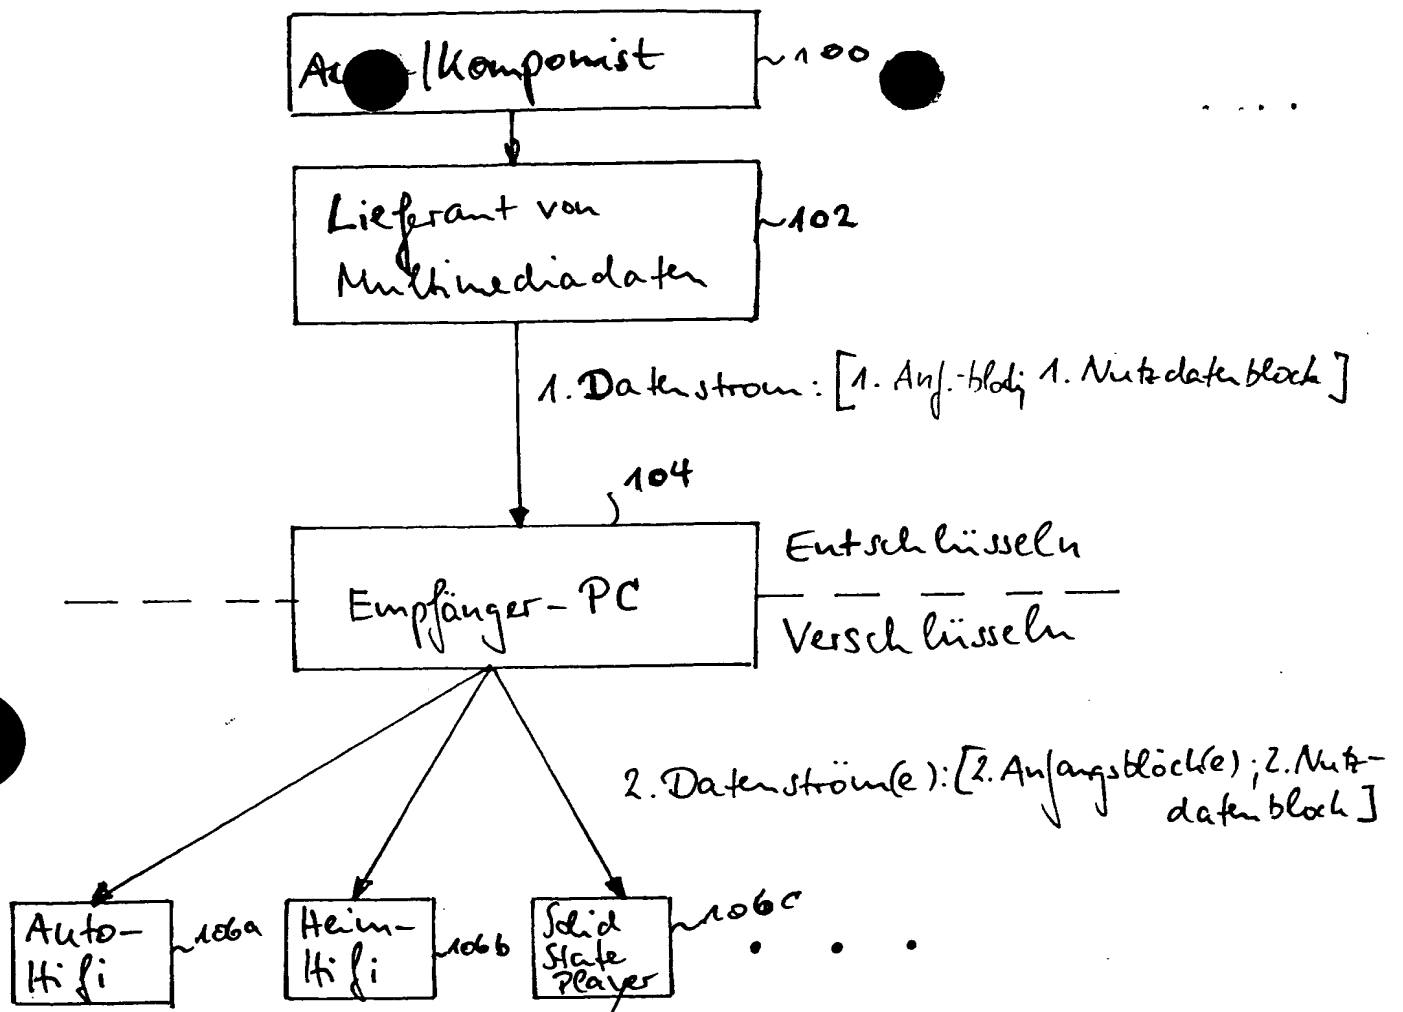 /Komponist
100
Lieferant von
Multimediadaten
102
1. Datenstrom: [1. Anf.-block; 1. Nutzdatenblock]
104
Empfänger-PC
Entschlüsseln
Verschlüsseln
2. Datenström(e): [2. Anfangsblöck(e); 2. Nutz-
datenblock]
Auto-
Hifi
106a
Heim-
Hifi
106b
Solid
State
Player
106c